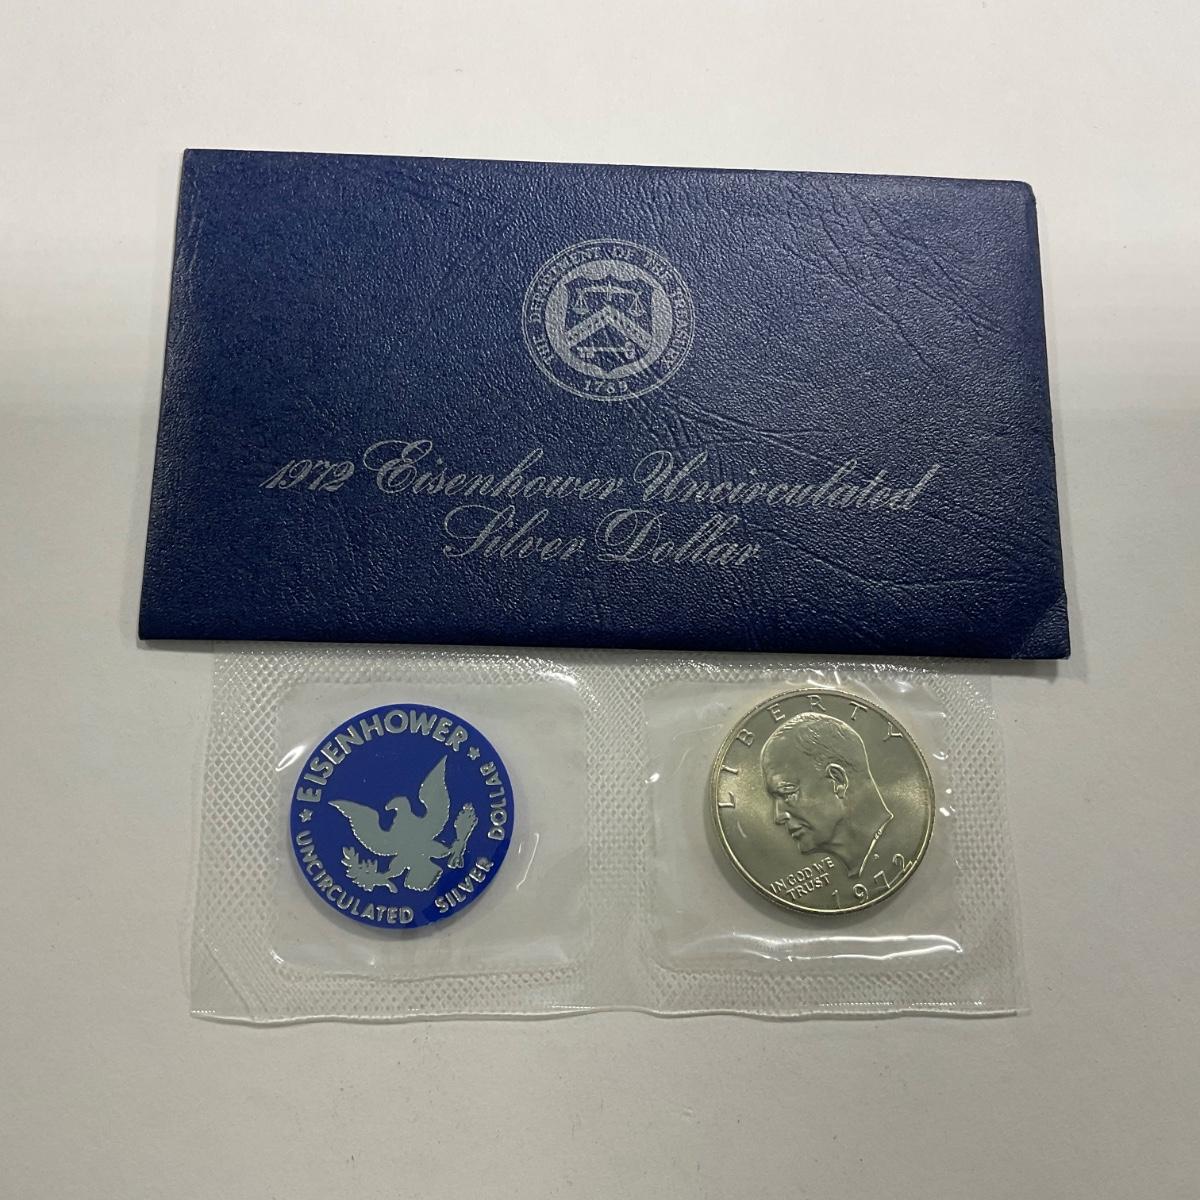 THE DEPARTMENT OF THE TREASURY
1789
1972 Eisenhower Uncirculated
Silver Dollar
EISENHOWER
UNCIRCULATED SILVER DOLLAR
LIBERTY
IN GOD WE
TRUST
1972